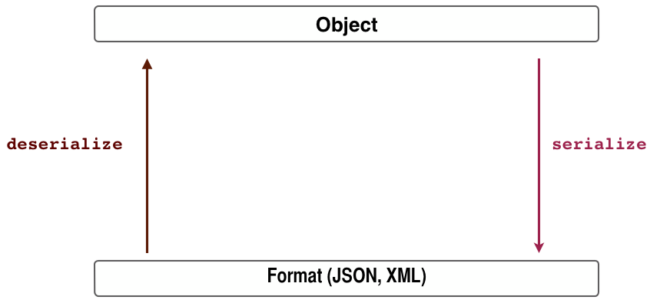 Object
deserialize
serialize
Format (JSON, XML)